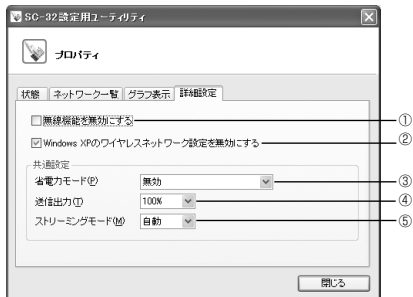 SC-32設定用ユーティリティ
プロパティ
状態 ネットワーク一覧 グラフ表示 詳細設定
無線機能を無効にする ①
Windows XPのワイヤレスネットワーク設定を無効にする ②
共通設定
省電力モード(P) 無効 ③
送信出力(T) 100% ④
ストリーミングモード(M) 自動 ⑤
閉じる